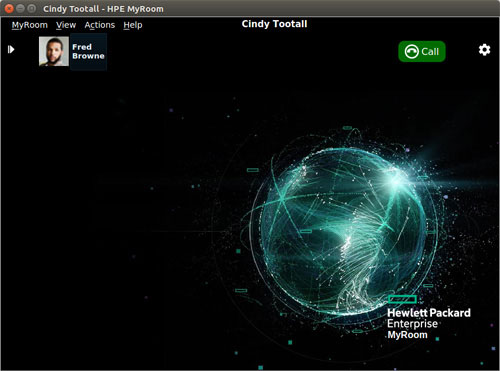 Cindy Tootall - HPE MyRoom
MyRoom View Actions Help
Cindy Tootall
Fred
Browne
Call
Hewlett Packard
Enterprise
MyRoom